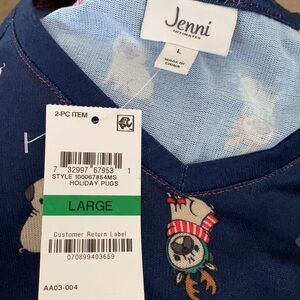 Jenni
INTIMATES
L
MADE IN
CHINA
2-PC ITEM
7 32997 67953 1
STYLE 100067854MS
HOLIDAY PUGS
LARGE
Customer Return Label
070899403659
AA03-004